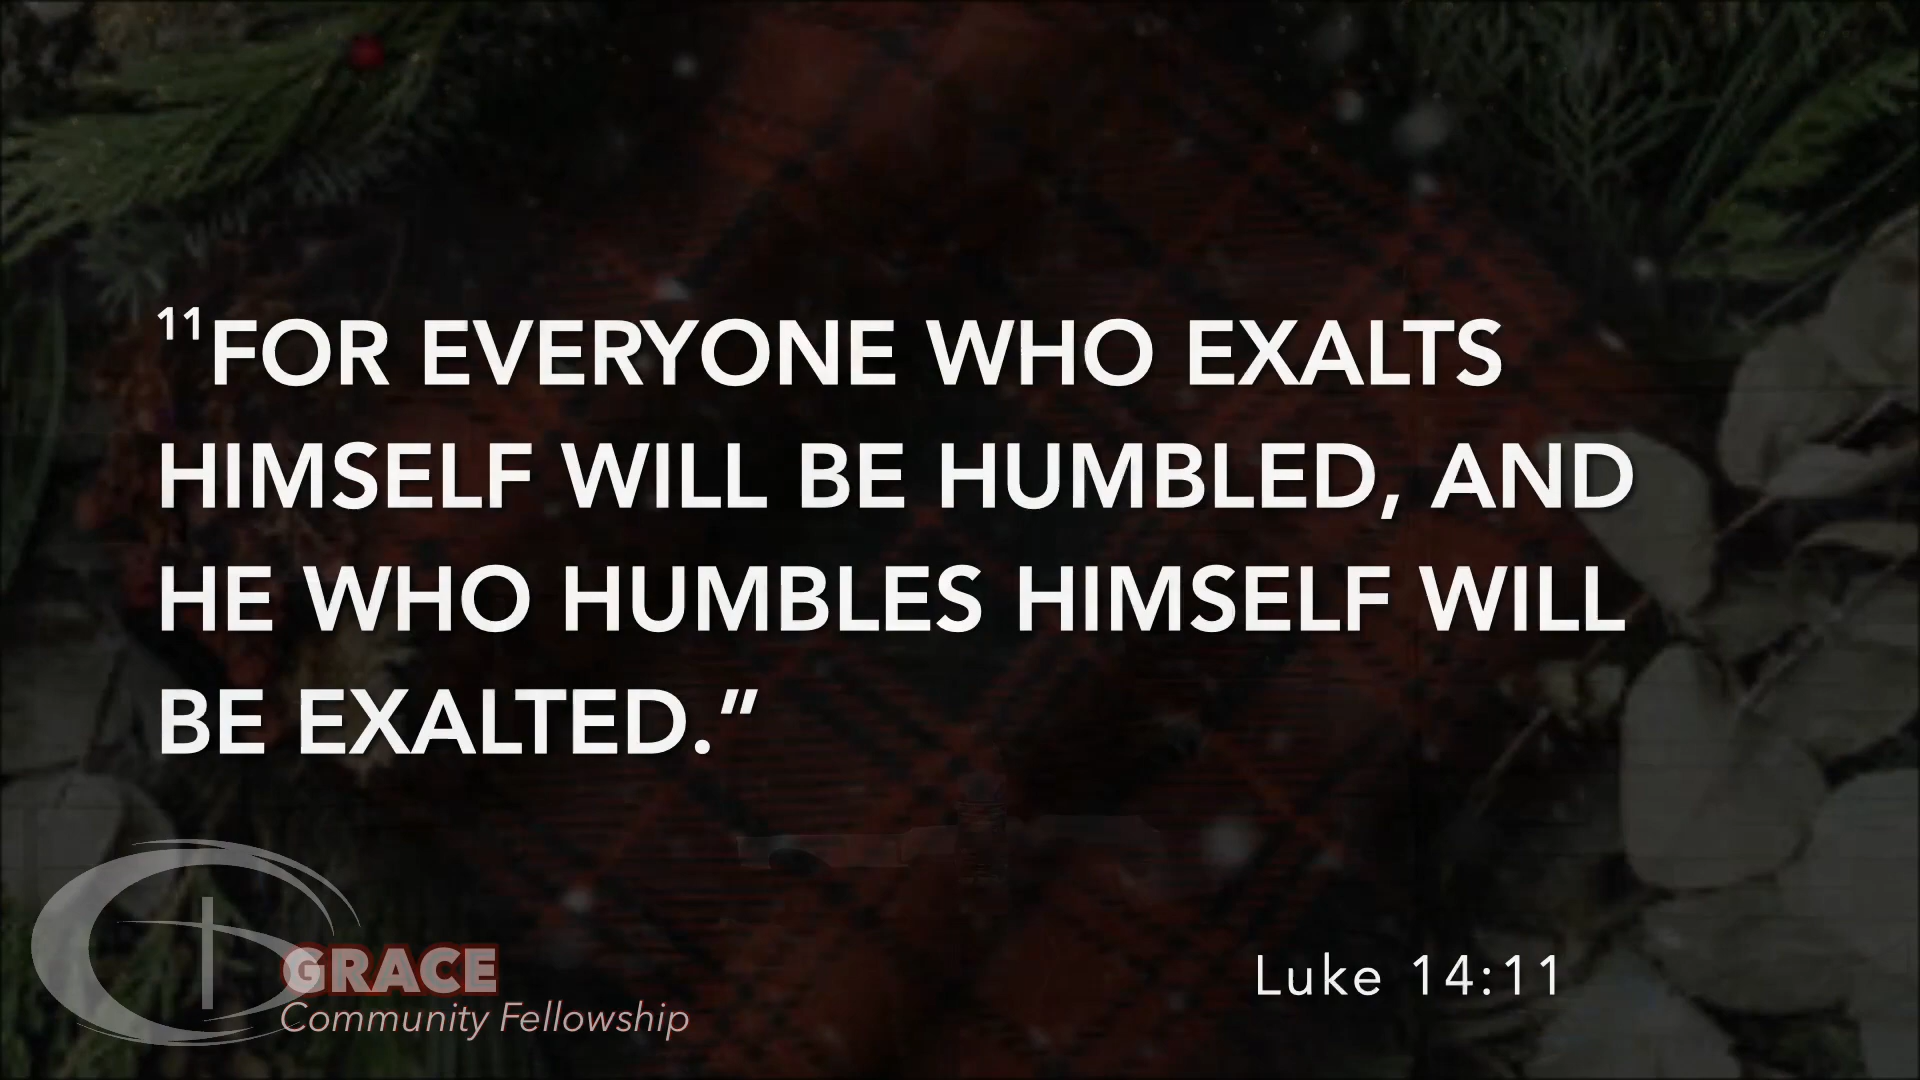 ¹¹FOR EVERYONE WHO EXALTS
HIMSELF WILL BE HUMBLED, AND
HE WHO HUMBLES HIMSELF WILL
BE EXALTED.”
GRACE
Community Fellowship
Luke 14:11